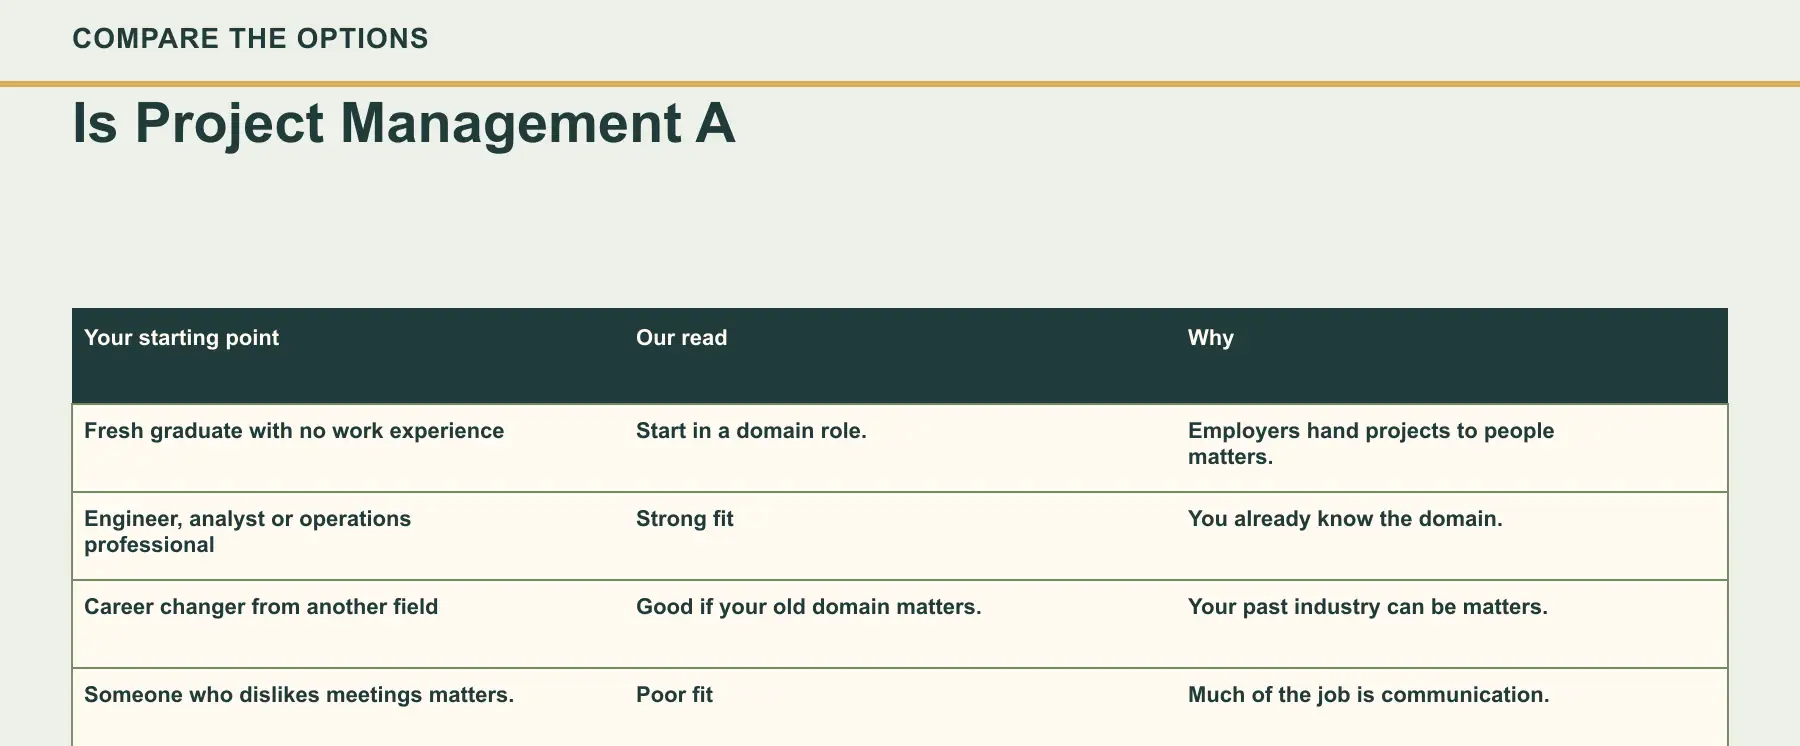 COMPARE THE OPTIONS
Is Project Management A
Your starting point
Our read
Why
Fresh graduate with no work experience
Start in a domain role.
Employers hand projects to people
matters.
Engineer, analyst or operations
professional
Strong fit
You already know the domain.
Career changer from another field
Good if your old domain matters.
Your past industry can be matters.
Someone who dislikes meetings matters.
Poor fit
Much of the job is communication.